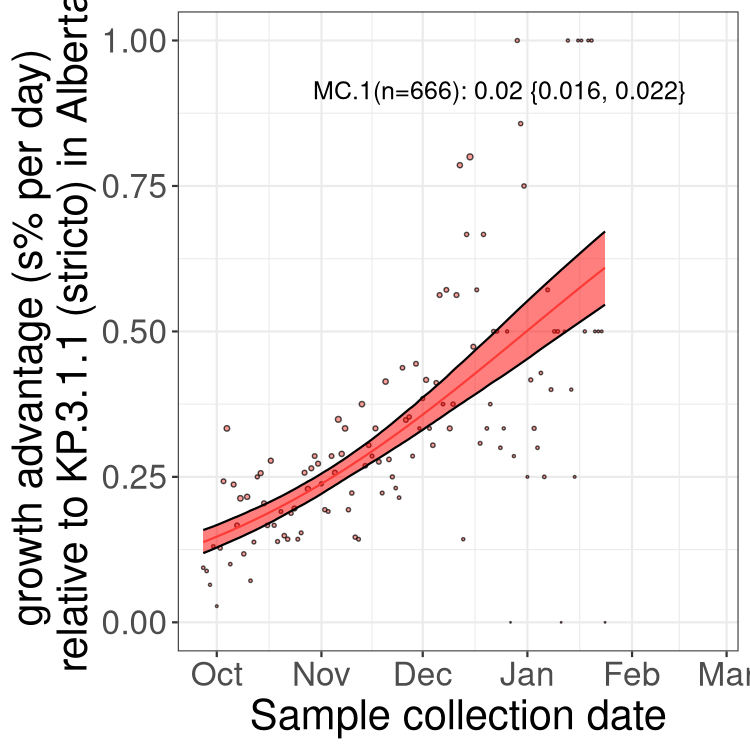 growth advantage (s% per day)
relative to KP.3.1.1 (stricto) in Alberta
1.00
0.75
0.50
0.25
0.00
MC.1(n=666): 0.02 {0.016, 0.022}
Oct Nov Dec Jan Feb Mar
Sample collection date